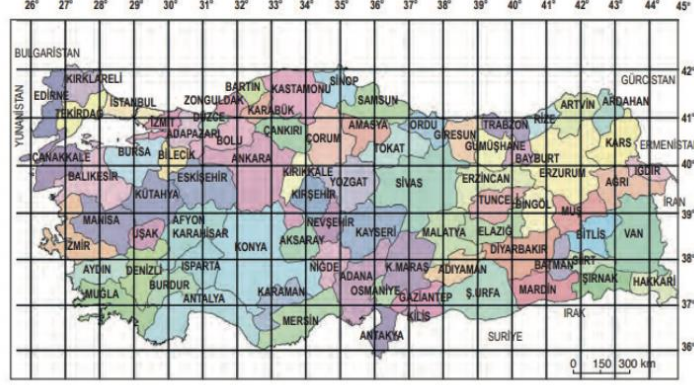 26° 27° 28° 29° 30° 31° 32° 33° 34° 35° 36° 37° 38° 39° 40° 41° 42° 43° 44° 45°
BULGARİSTAN
42°
GÜRCİSTAN
KIRKLARELİ
EDİRNE
TEKİRDAĞ
İSTANBUL
YUNANİSTAN
ZONGULDAK
BARTIN
KASTAMONU
SİNOP
KARABÜK
SAMSUN
ARTVİN
ARDAHAN
41°
İZMİT
DÜZCE
ADAPAZARI
BOLU
ÇANKIRI
ÇORUM
AMASYA
ORDU
GİRESUN
TRABZON
RİZE
GÜMÜŞHANE
BAYBURT
KARS
ERMENİSTAN
ÇANAKKALE
BURSA
BİLECİK
ANKARA
TOKAT
40°
BALIKESİR
KÜTAHYA
ESKİŞEHİR
KIRIKKALE
KIRŞEHİR
YOZGAT
SİVAS
ERZİNCAN
ERZURUM
AĞRI
IĞDIR
İRAN
TUNCELİ
BİNGÖL
MUŞ
39°
MANİSA
UŞAK
AFYON
KARAHİSAR
KONYA
NEVŞEHİR
AKSARAY
KAYSERİ
MALATYA
ELAZIĞ
BİTLİS
VAN
İZMİR
DİYARBAKIR
BATMAN
SİİRT
38°
AYDIN
DENİZLİ
ISPARTA
NİĞDE
ADANA
K.MARAŞ
ADIYAMAN
ŞIRNAK
HAKKARİ
MUĞLA
BURDUR
ANTALYA
KARAMAN
OSMANİYE
GAZİANTEP
Ş.URFA
MARDİN
37°
MERSİN
KİLİS
IRAK
ANTAKYA
SURİYE
36°
0 150 300 km